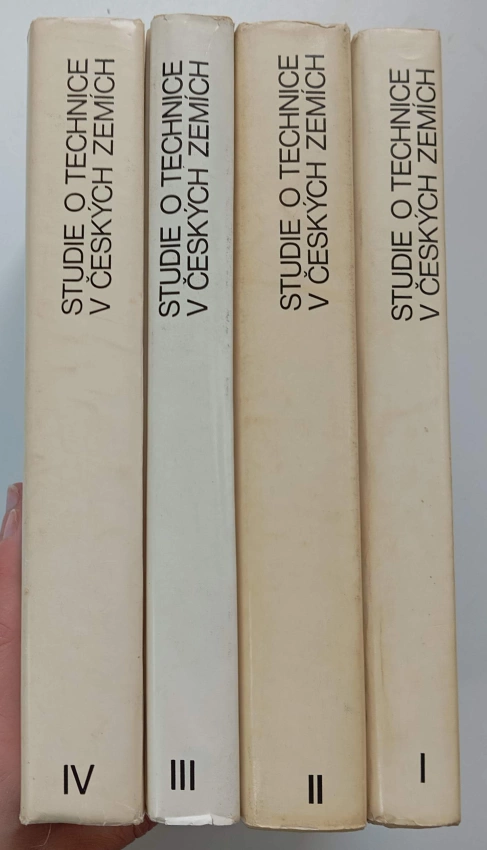 STUDIE O TECHNICE
V ČESKÝCH ZEMÍCH
IV
STUDIE O TECHNICE
V ČESKÝCH ZEMÍCH
III
STUDIE O TECHNICE
V ČESKÝCH ZEMÍCH
II
STUDIE O TECHNICE
V ČESKÝCH ZEMÍCH
I